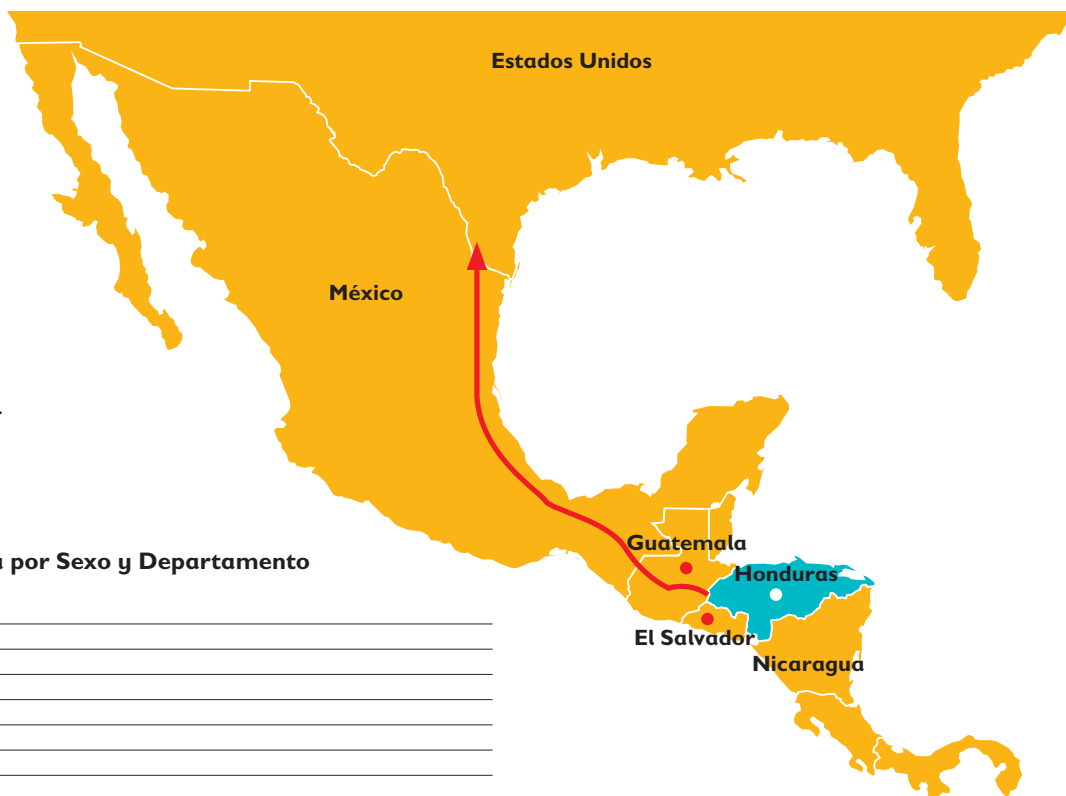 Estados Unidos
México
Guatemala
por Sexo y Departamento
Honduras
El Salvador
Nicaragua